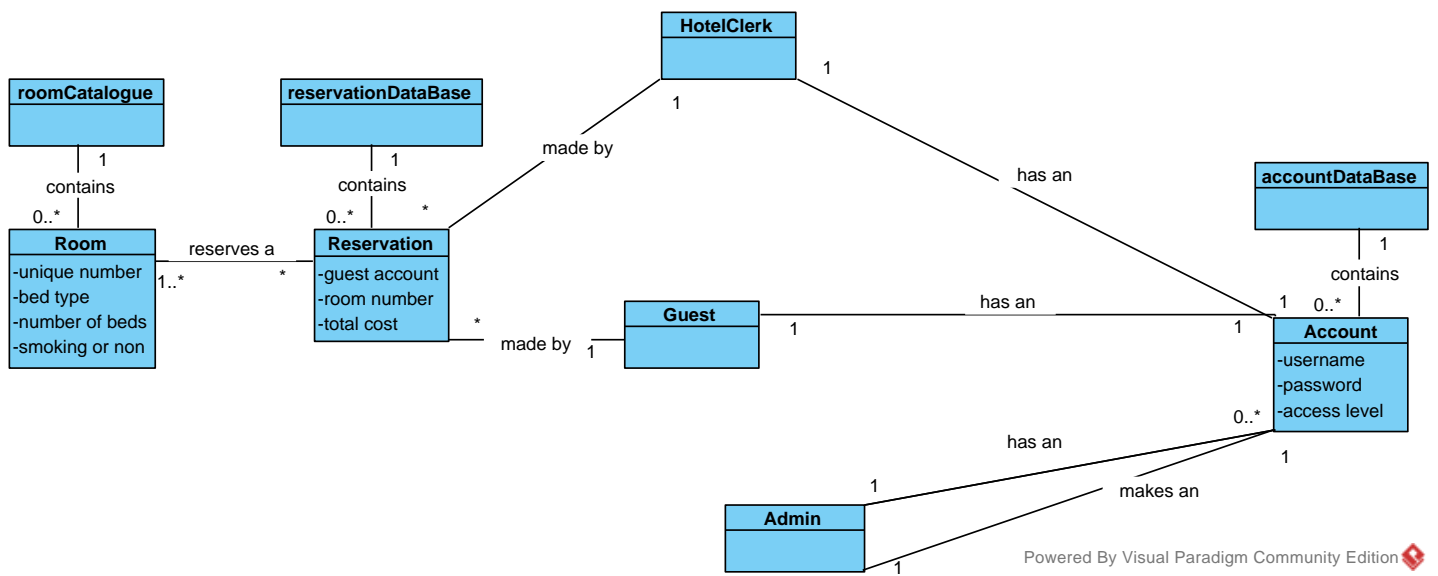 HotelClerk
1
1
made by
has an
roomCatalogue
1
contains
0..*
reservationDataBase
1
contains
0..*
*
accountDataBase
1
contains
0..*
Room
-unique number
-bed type
-number of beds
-smoking or non
reserves a
1..*
*
Reservation
-guest account
-room number
-total cost
*
made by
1
Guest
1
has an
1
1
Account
-username
-password
-access level
0..*
has an
1
1
makes an
Admin
1
Powered By Visual Paradigm Community Edition